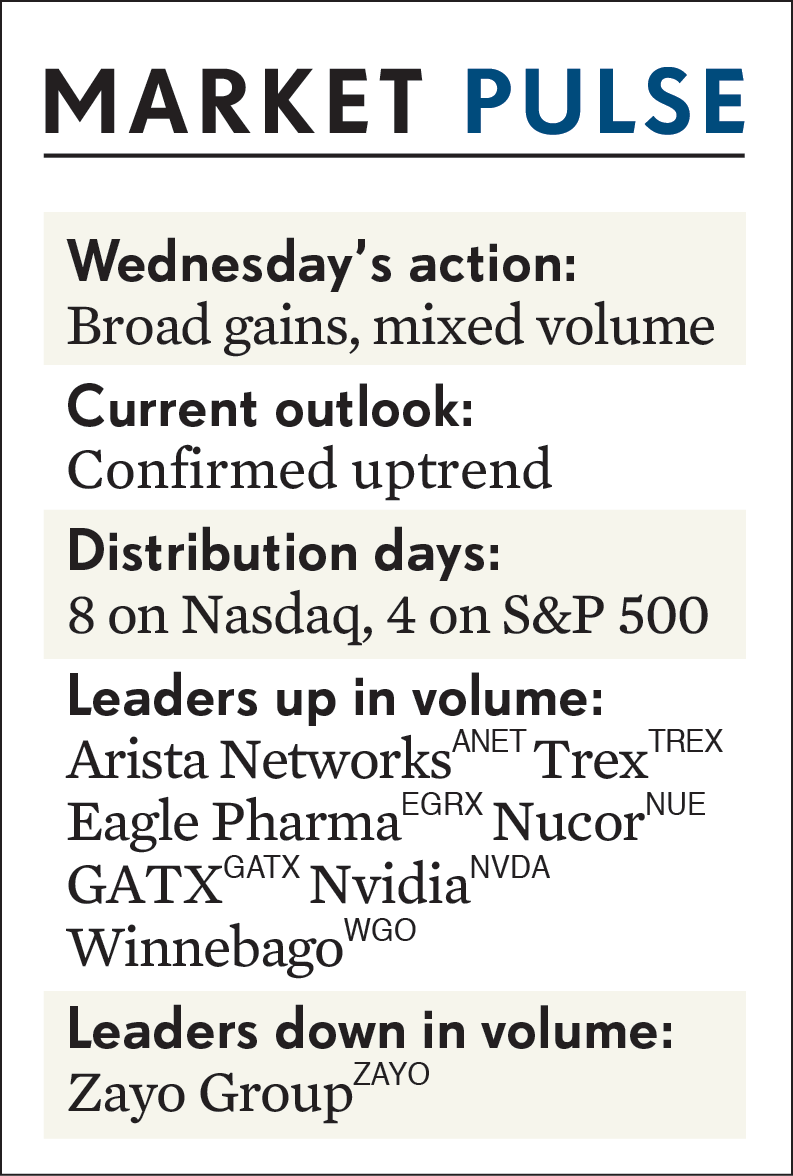 MARKET PULSE
Wednesday’s action:
Broad gains, mixed volume
Current outlook:
Confirmed uptrend
Distribution days:
8 on Nasdaq, 4 on S&P 500
Leaders up in volume:
Arista Networks ANET Trex TREX
Eagle Pharma EGRX Nucor NUE
GATX GATX Nvidia NVDA
Winnebago WGO
Leaders down in volume:
Zayo Group ZAYO